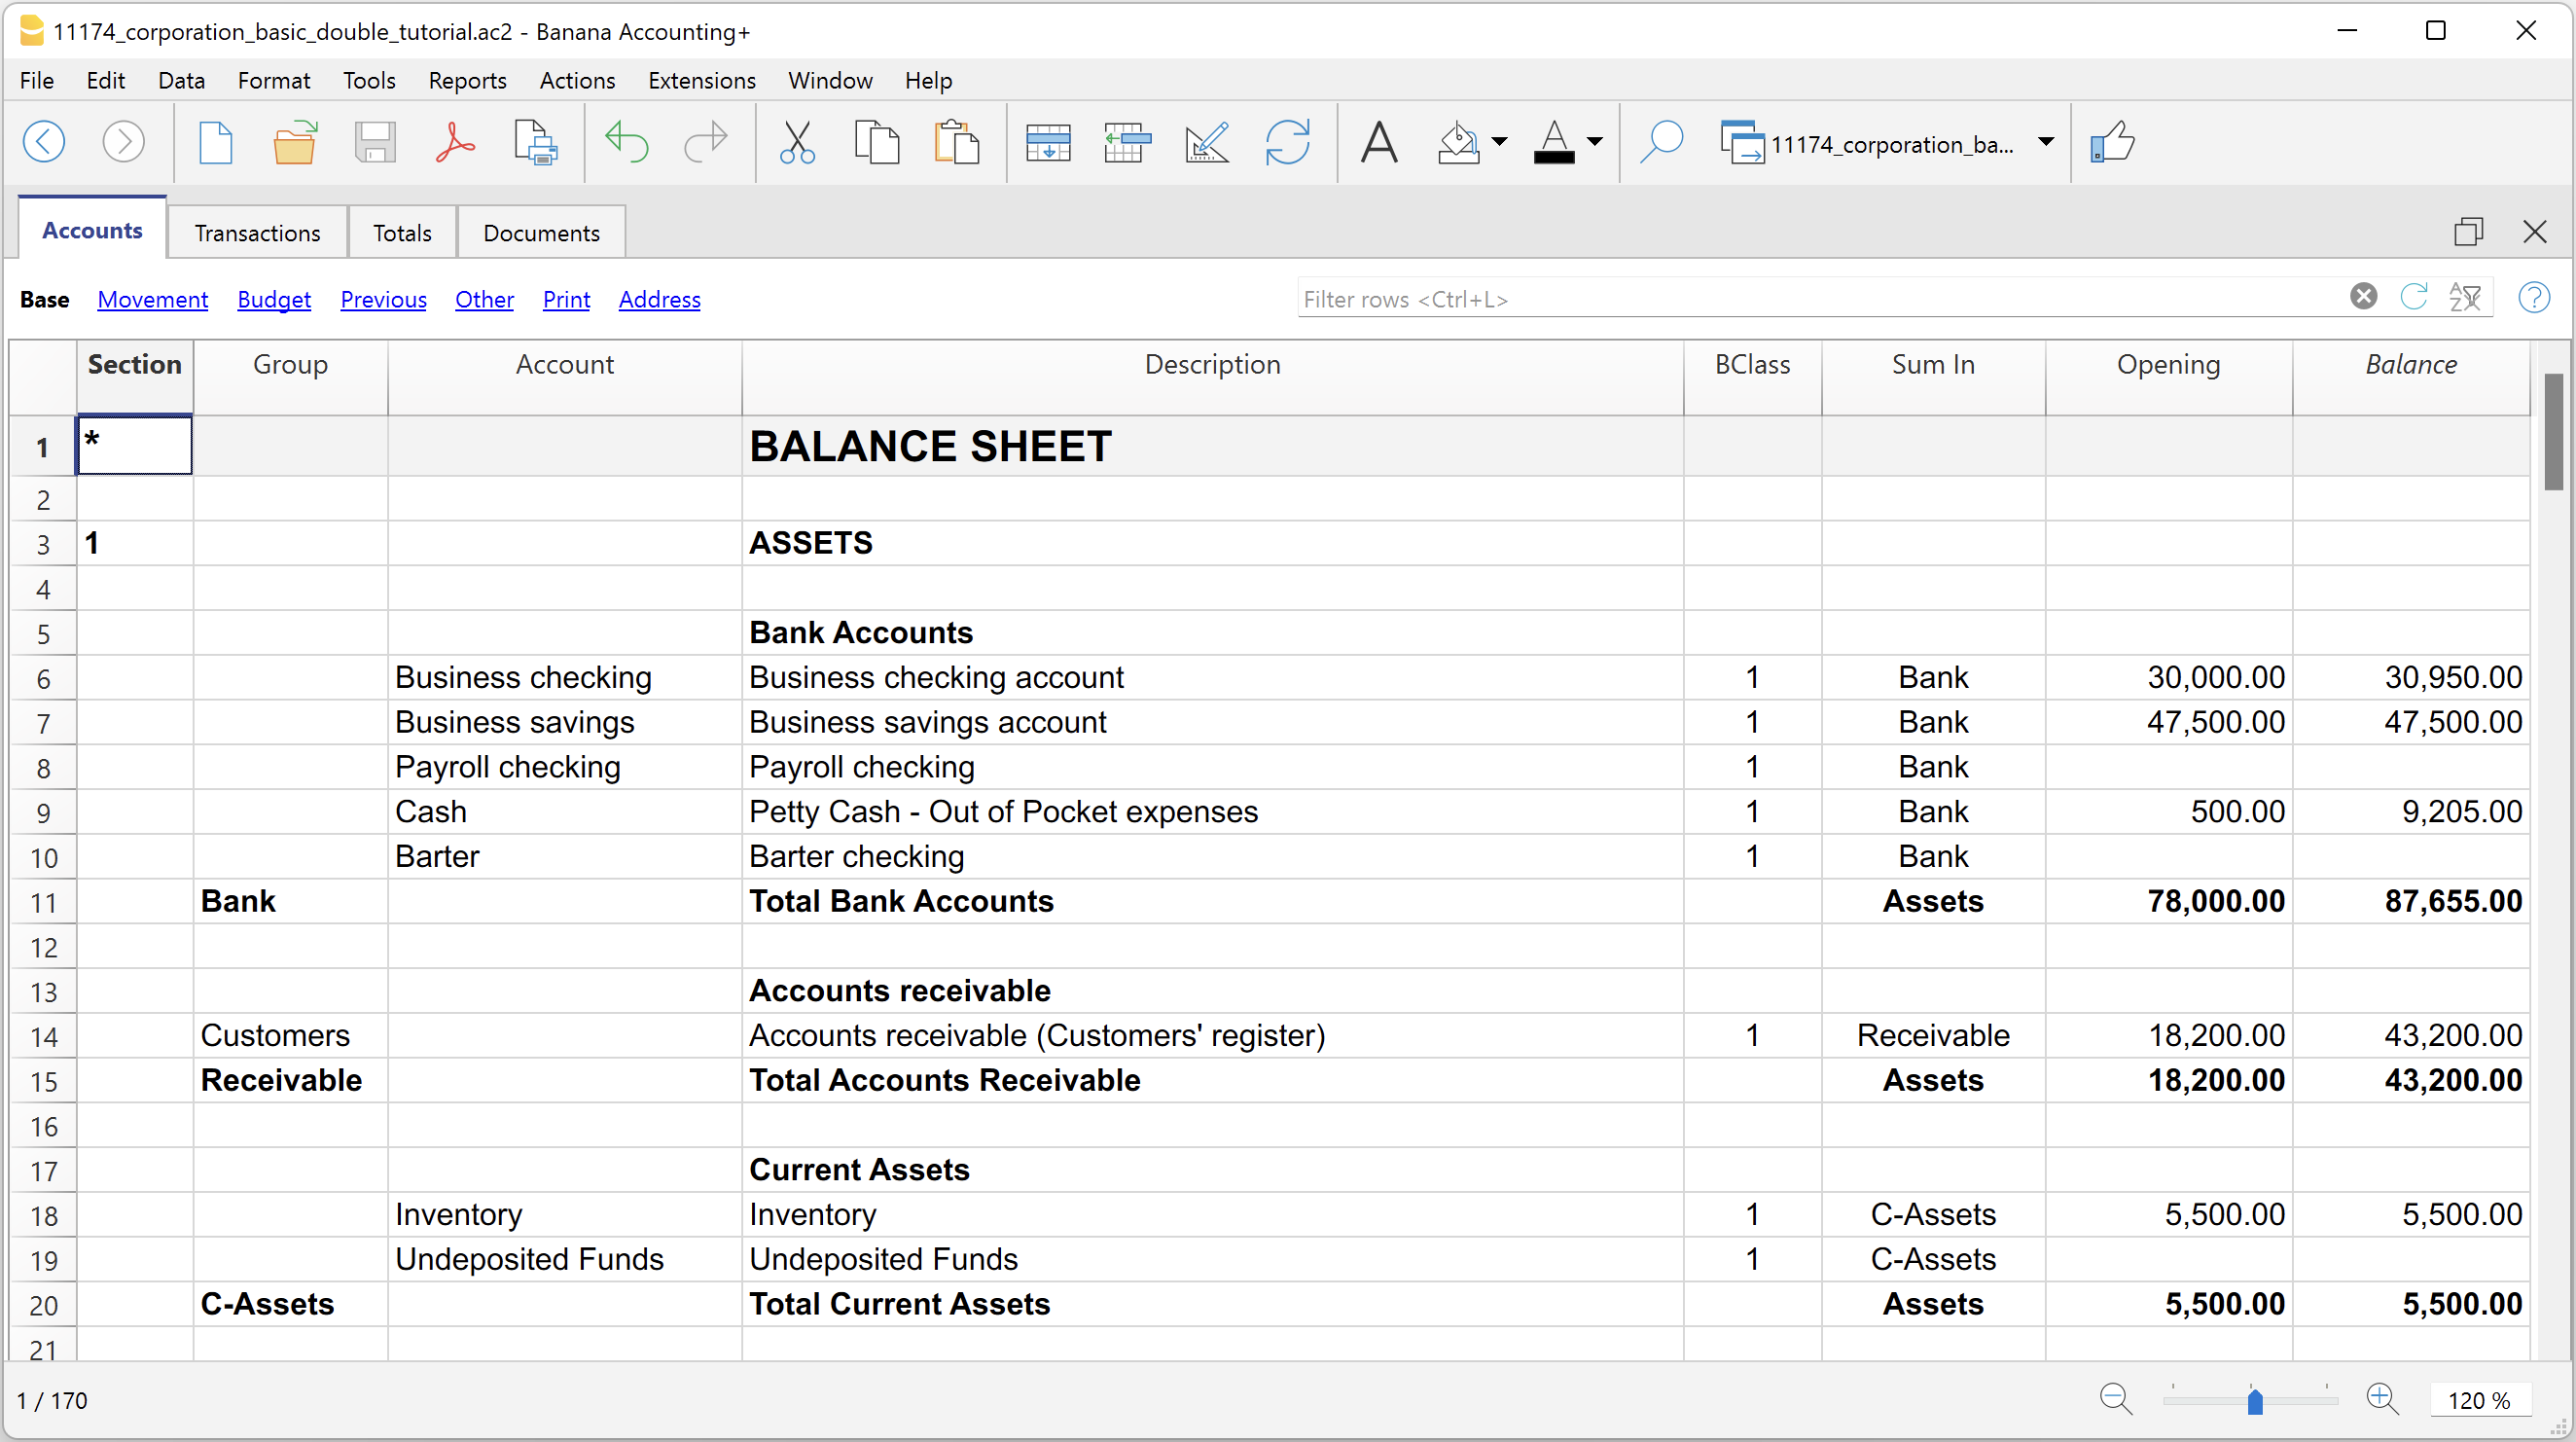 11174_corporation_basic_double_tutorial.ac2 - Banana Accounting+
File Edit Data Format Tools Reports Actions Extensions Window Help
11174_corporation_ba...
Accounts Transactions Totals Documents
Base Movement Budget Previous Other Print Address Filter rows <Ctrl+L>
Section Group Account Description BClass Sum In Opening Balance
1 * BALANCE SHEET
2
3 1 ASSETS
4
5 Bank Accounts
6 Business checking Business checking account 1 Bank 30,000.00 30,950.00
7 Business savings Business savings account 1 Bank 47,500.00 47,500.00
8 Payroll checking Payroll checking 1 Bank
9 Cash Petty Cash - Out of Pocket expenses 1 Bank 500.00 9,205.00
10 Barter Barter checking 1 Bank
11 Bank Total Bank Accounts Assets 78,000.00 87,655.00
12
13 Accounts receivable
14 Customers Accounts receivable (Customers' register) 1 Receivable 18,200.00 43,200.00
15 Receivable Total Accounts Receivable Assets 18,200.00 43,200.00
16
17 Current Assets
18 Inventory Inventory 1 C-Assets 5,500.00 5,500.00
19 Undeposited Funds Undeposited Funds 1 C-Assets
20 C-Assets Total Current Assets Assets 5,500.00 5,500.00
21
1 / 170 120 %